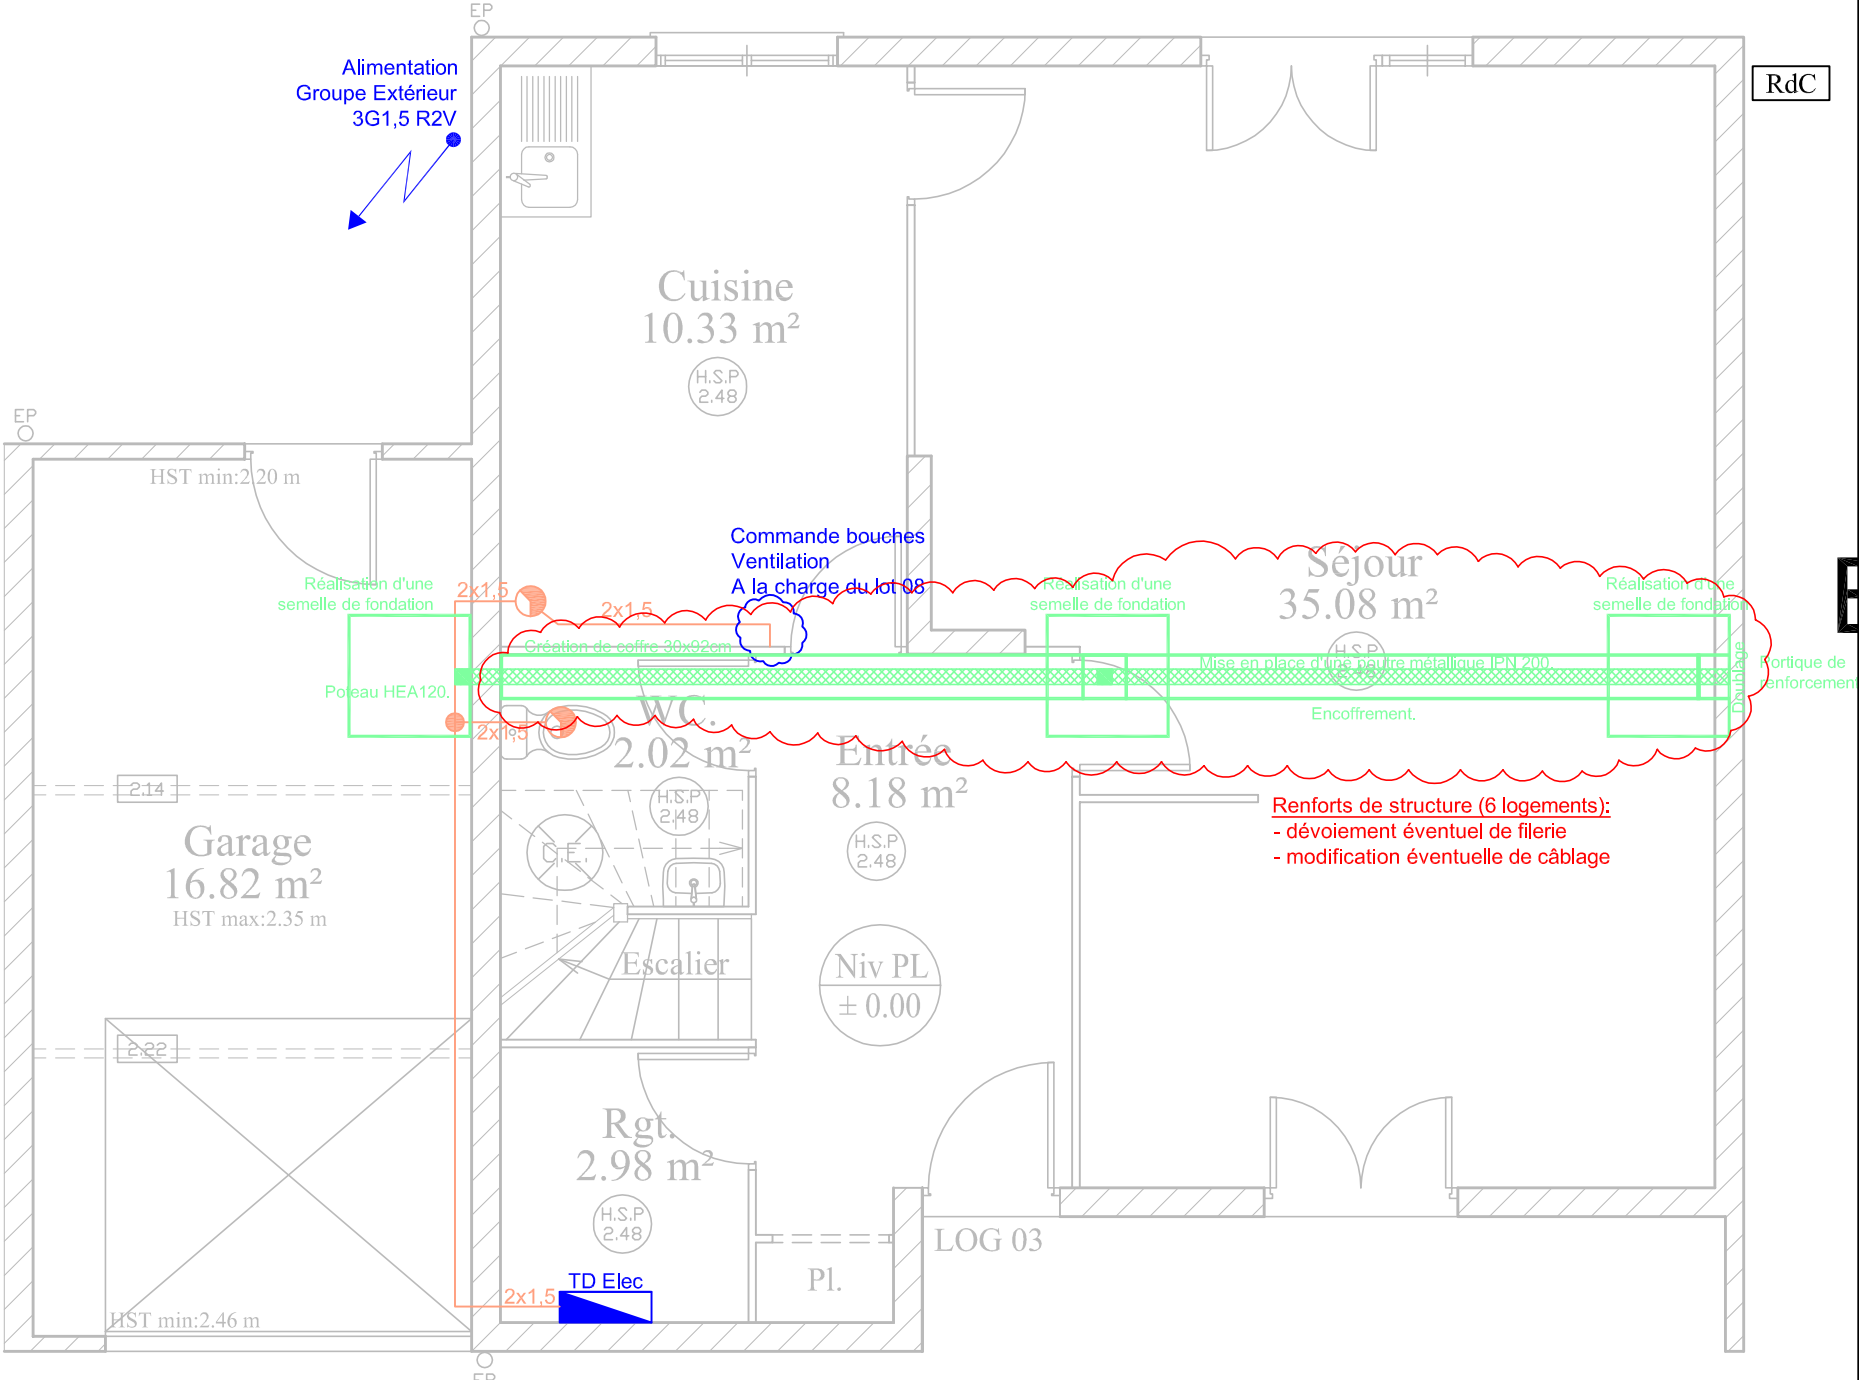 EP
Alimentation
Groupe Extérieur
3G1,5 R2V
RdC
Cuisine
10.33 m²
H.S.P
2.48
EP
HST min:2.20 m
Commande bouches
Ventilation
A la charge du lot 08
Séjour
35.08 m²
H.S.P
2.48
Réalisation d'une
semelle de fondation
2x1,5
2x1,5
Réalisation d'une
semelle de fondation
Réalisation d'une
semelle de fondation
Création de coffre 30x92cm
Mise en place d'une poutre métallique IPN 200
Doublage
Portique de
renforcement
Poteau HEA120.
Encoffrement.
2x1,5
WC.
2.02 m²
H.S.P
2.48
Entrée
8.18 m²
H.S.P
2.48
2.14
Renforts de structure (6 logements):
- dévoiement éventuel de filerie
- modification éventuelle de câblage
Garage
16.82 m²
HST max:2.35 m
C.E.
Escalier
Niv PL
± 0.00
2.22
Rgt.
2.98 m²
H.S.P
2.48
LOG 03
Pl.
TD Elec
2x1,5
HST min:2.46 m
EP